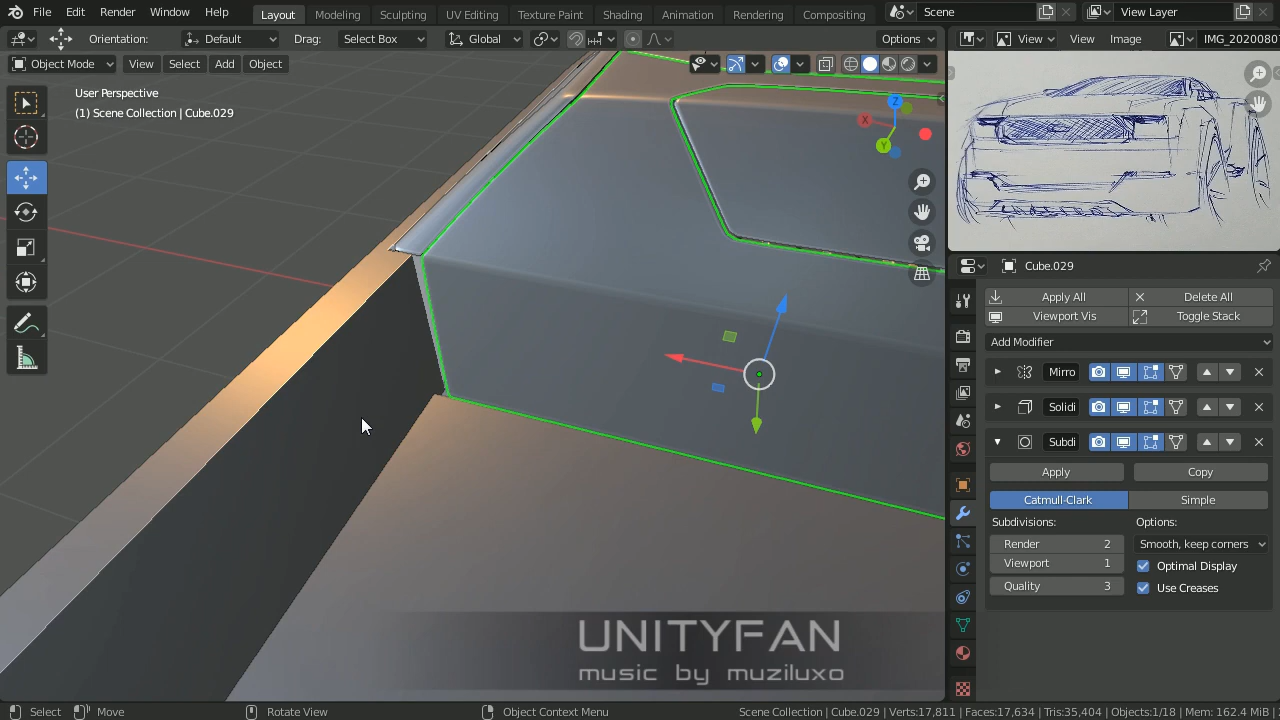 File Edit Render Window Help Layout Modeling Sculpting UV Editing Texture Paint Shading Animation Rendering Compositing Scene View Layer
Orientation: Default Drag: Select Box Global Options View View Image IMG_2020080
Object Mode View Select Add Object
User Perspective
(1) Scene Collection | Cube.029
Z
X
Y
Cube.029
Apply All Delete All
Viewport Vis Toggle Stack
Add Modifier
Mirro
Solidi
Subdi
Apply Copy
Catmull-Clark Simple
Subdivisions: Options:
Render 2 Smooth, keep corners
Viewport 1 Optimal Display
Quality 3 Use Creases
UNITYFAN
music by muziluxo
Select Move Rotate View Object Context Menu Scene Collection | Cube.029 | Verts:17,811 | Faces:17,634 | Tris:35,404 | Objects:1/18 | Mem: 162.4 MiB |